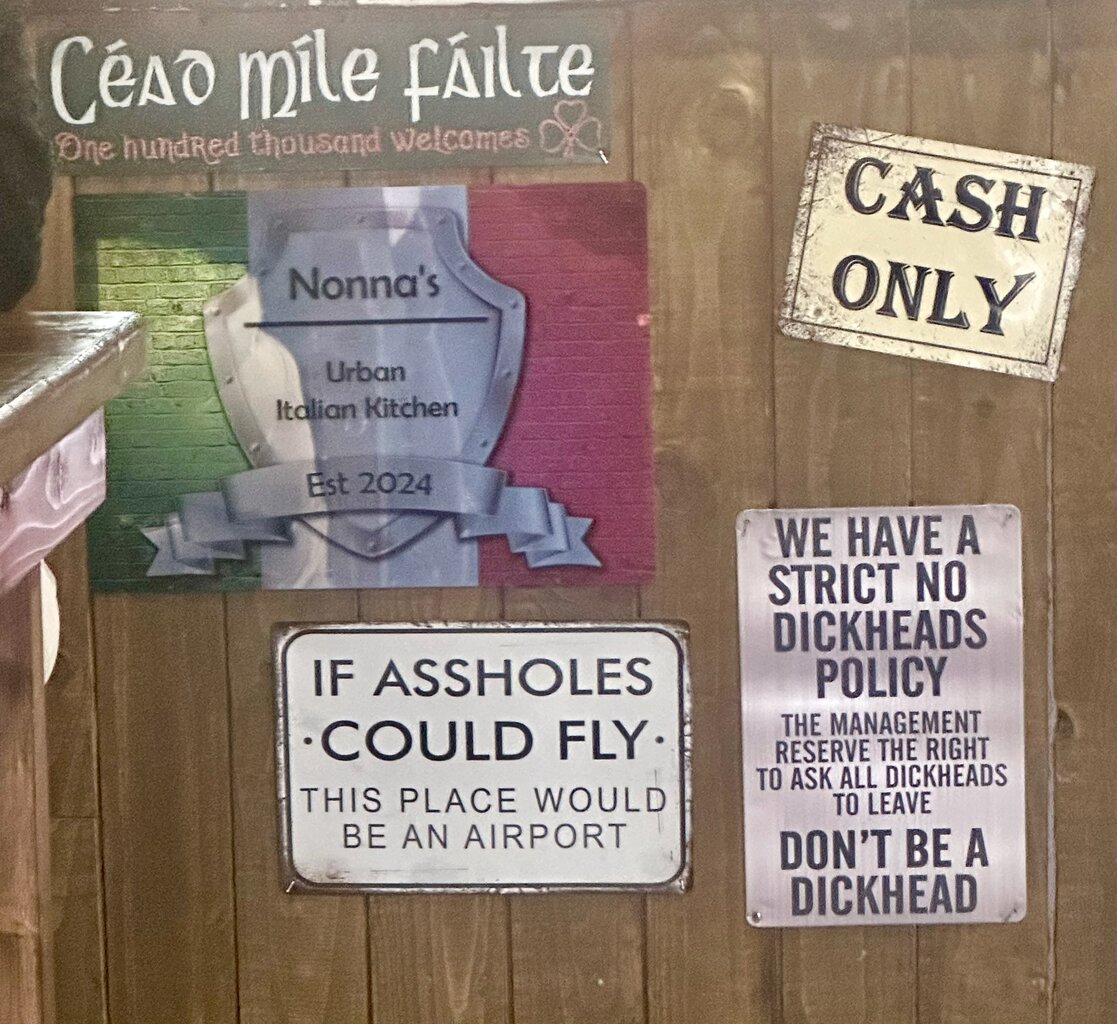 Céad míle fáilte
One hundred thousand welcomes
CASH
ONLY
Nonna's
Urban
Italian Kitchen
Est 2024
IF ASSHOLES
·COULD FLY·
THIS PLACE WOULD
BE AN AIRPORT
WE HAVE A
STRICT NO
DICKHEADS
POLICY
THE MANAGEMENT
RESERVE THE RIGHT
TO ASK ALL DICKHEADS
TO LEAVE
DON'T BE A
DICKHEAD